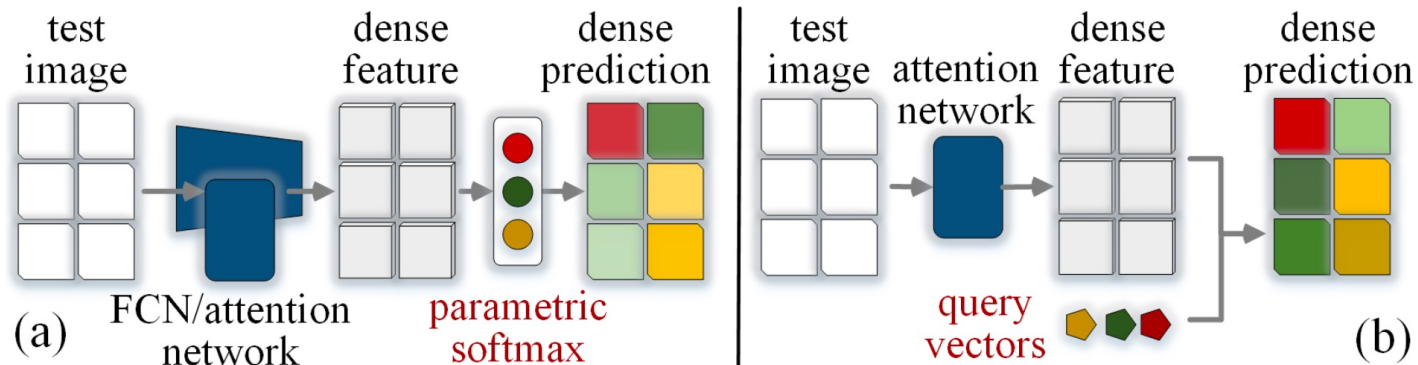 test
image
dense
feature
dense
prediction
FCN/attention
network
parametric
softmax
(a)
test
image
attention
network
dense
feature
dense
prediction
query
vectors
(b)